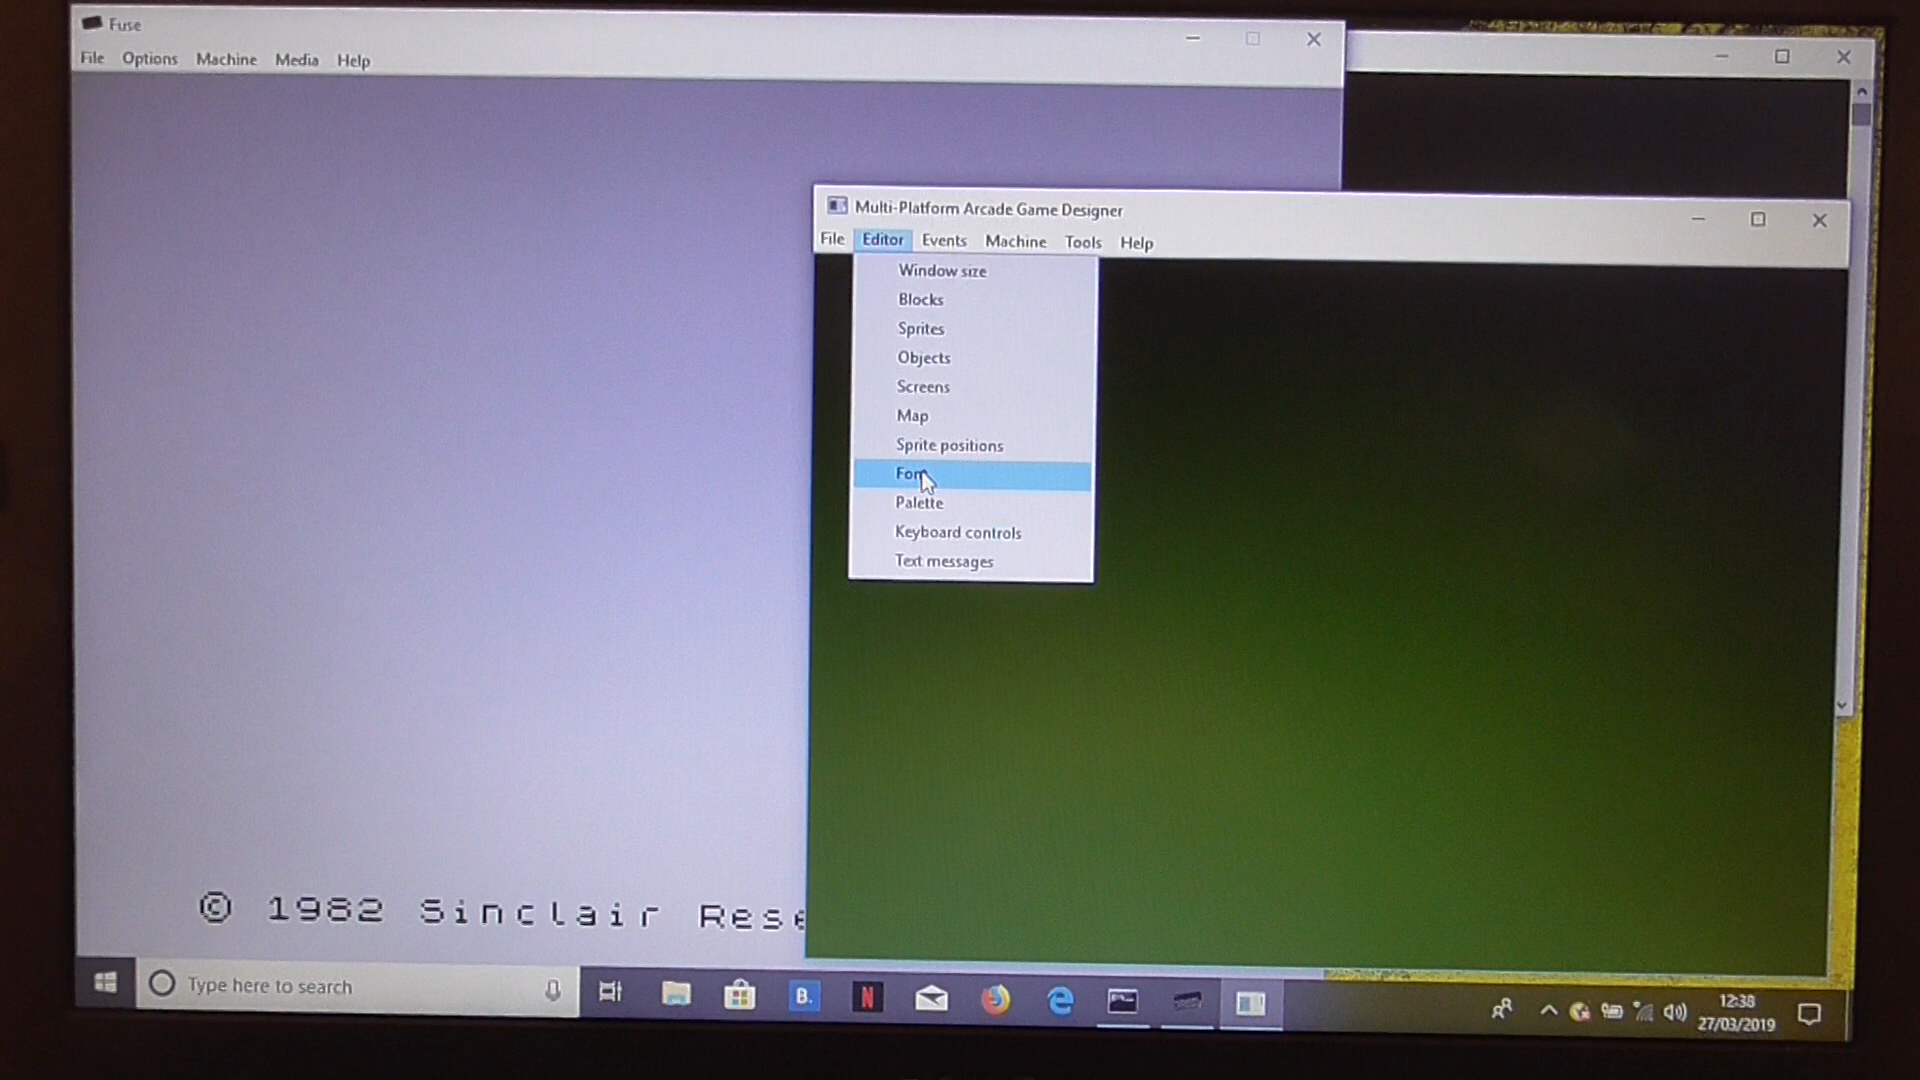 Fuse
File Options Machine Media Help
Multi-Platform Arcade Game Designer
File Editor Events Machine Tools Help
Window size
Blocks
Sprites
Objects
Screens
Map
Sprite positions
Palette
Keyboard controls
Text messages
© 1982 Sinclair Rese
Type here to search
B.
N
12:38
27/03/2019